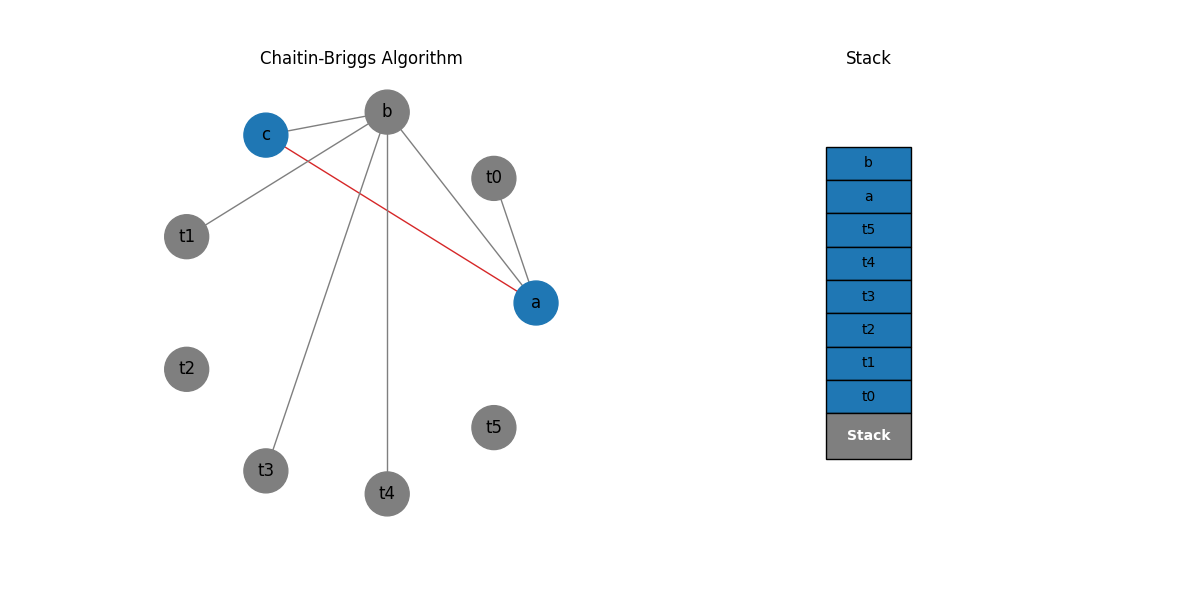 Chaitin-Briggs Algorithm
b
c
t0
t1
a
t2
t5
t3
t4
Stack
b
a
t5
t4
t3
t2
t1
t0
Stack